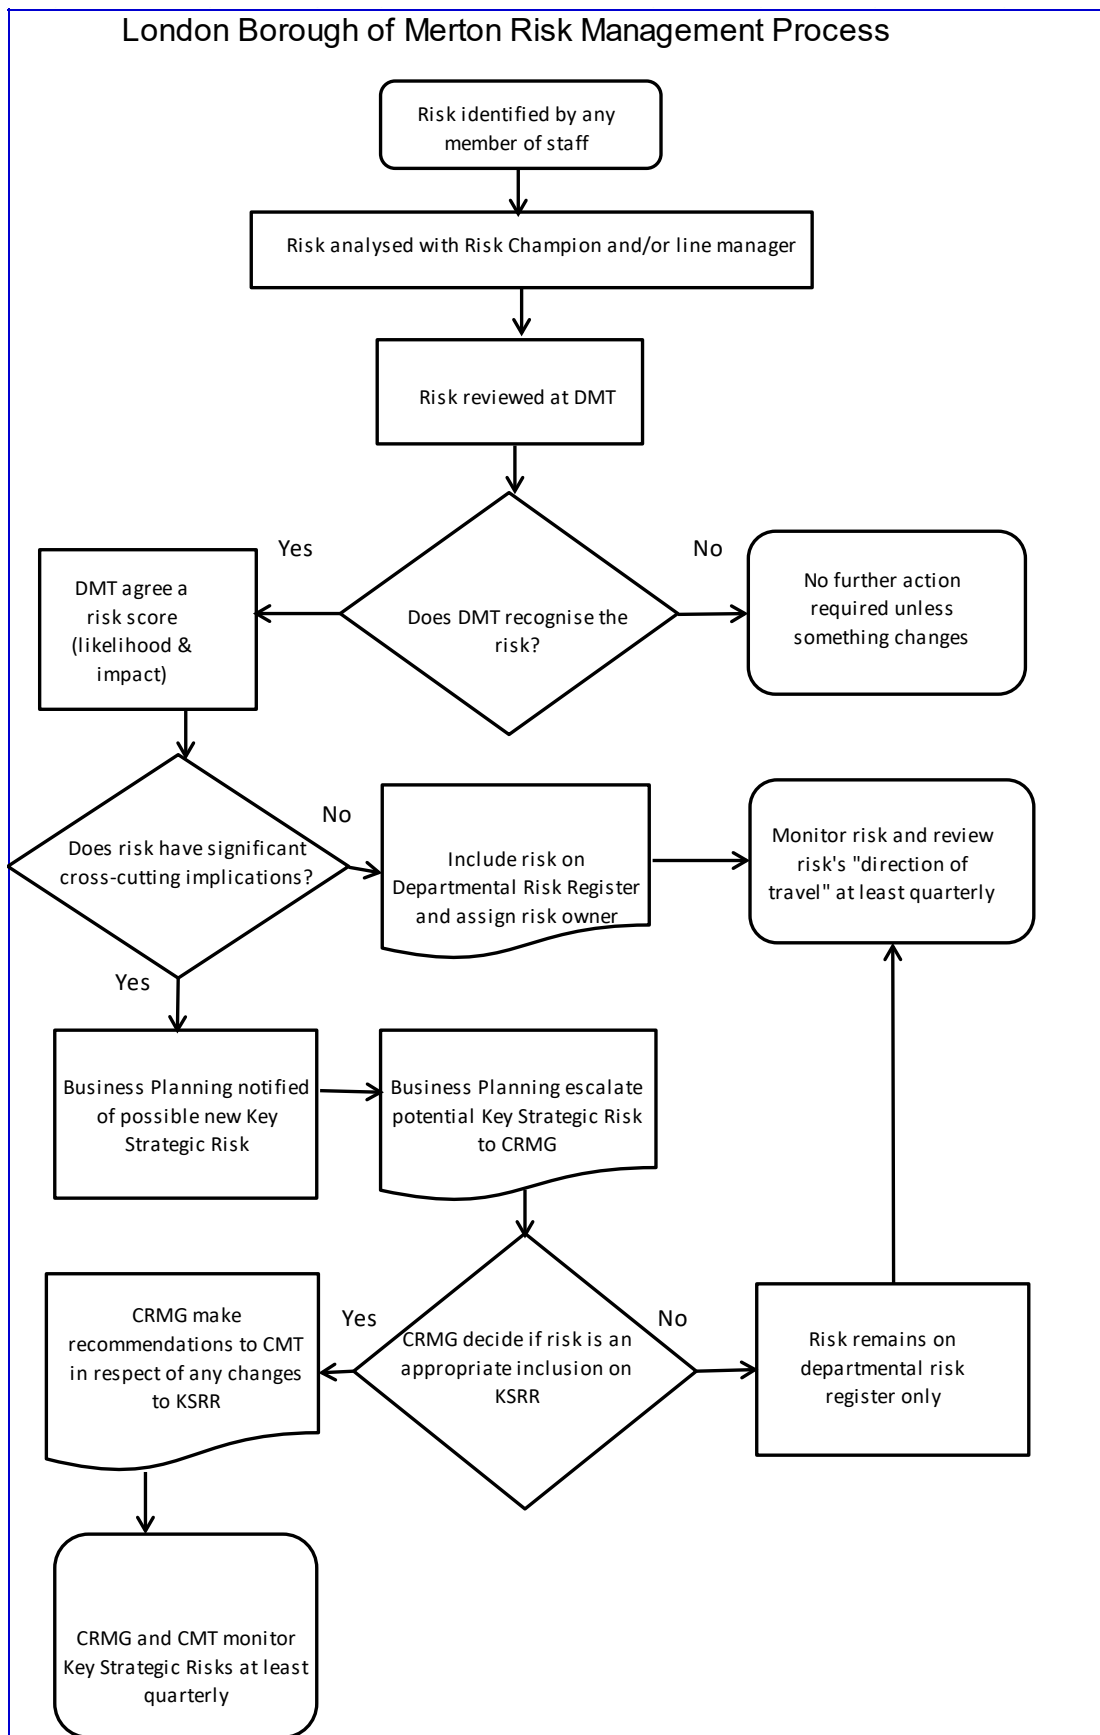 London Borough of Merton Risk Management Process
Risk identified by any
member of staff
Risk analysed with Risk Champion and/or line manager
Risk reviewed at DMT
Yes
No
DMT agree a
risk score
(likelihood &
impact)
Does DMT recognise the
risk?
No further action
required unless
something changes
No
Does risk have significant
cross-cutting implications?
Include risk on
Departmental Risk Register
and assign risk owner
Monitor risk and review
risk's "direction of
travel" at least quarterly
Yes
Business Planning notified
of possible new Key
Strategic Risk
Business Planning escalate
potential Key Strategic Risk
to CRMG
CRMG make
recommendations to CMT
in respect of any changes
to KSRR
Yes
CRMG decide if risk is an
appropriate inclusion on
KSRR
No
Risk remains on
departmental risk
register only
CRMG and CMT monitor
Key Strategic Risks at least
quarterly